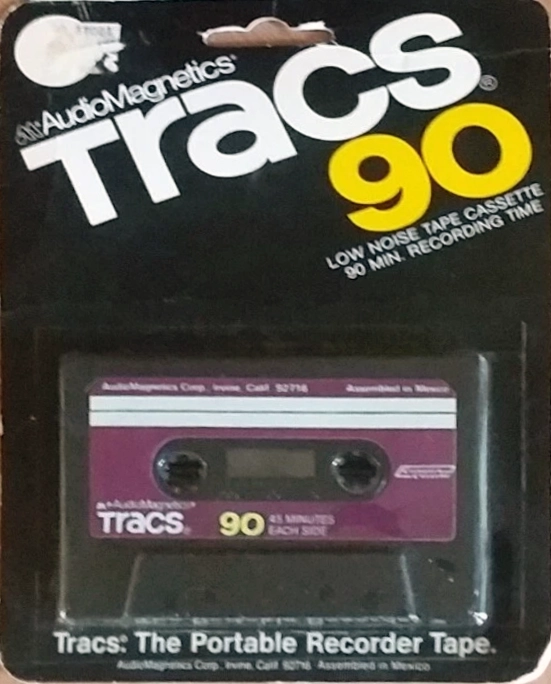 AudioMagnetics
Tracs®
90
LOW NOISE TAPE CASSETTE
90 MIN. RECORDING TIME
AudioMagnetics Corp., Irvine, Calif. 92716 Assembled in Mexico
AudioMagnetics
Tracs®
90 45 MINUTES
EACH SIDE
Tracs: The Portable Recorder Tape.
AudioMagnetics Corp., Irvine, Calif. 92716 Assembled in Mexico